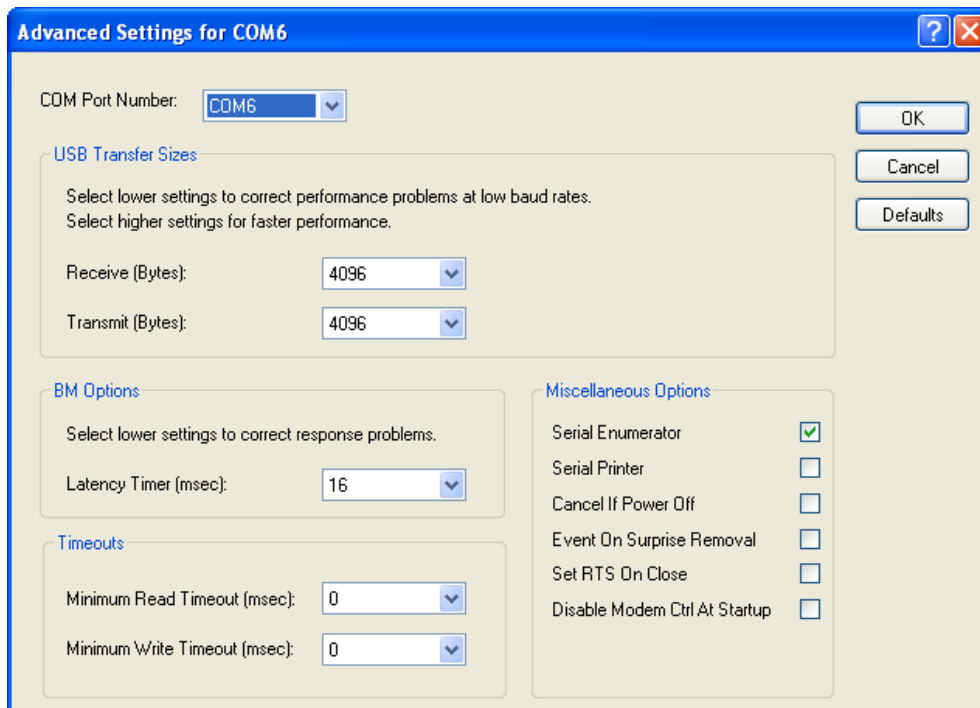 Advanced Settings for COM6
COM Port Number: COM6
OK
Cancel
Defaults
USB Transfer Sizes
Select lower settings to correct performance problems at low baud rates.
Select higher settings for faster performance.
Receive (Bytes): 4096
Transmit (Bytes): 4096
BM Options
Select lower settings to correct response problems.
Latency Timer (msec): 16
Timeouts
Minimum Read Timeout (msec): 0
Minimum Write Timeout (msec): 0
Miscellaneous Options
Serial Enumerator
Serial Printer
Cancel If Power Off
Event On Surprise Removal
Set RTS On Close
Disable Modem Ctrl At Startup